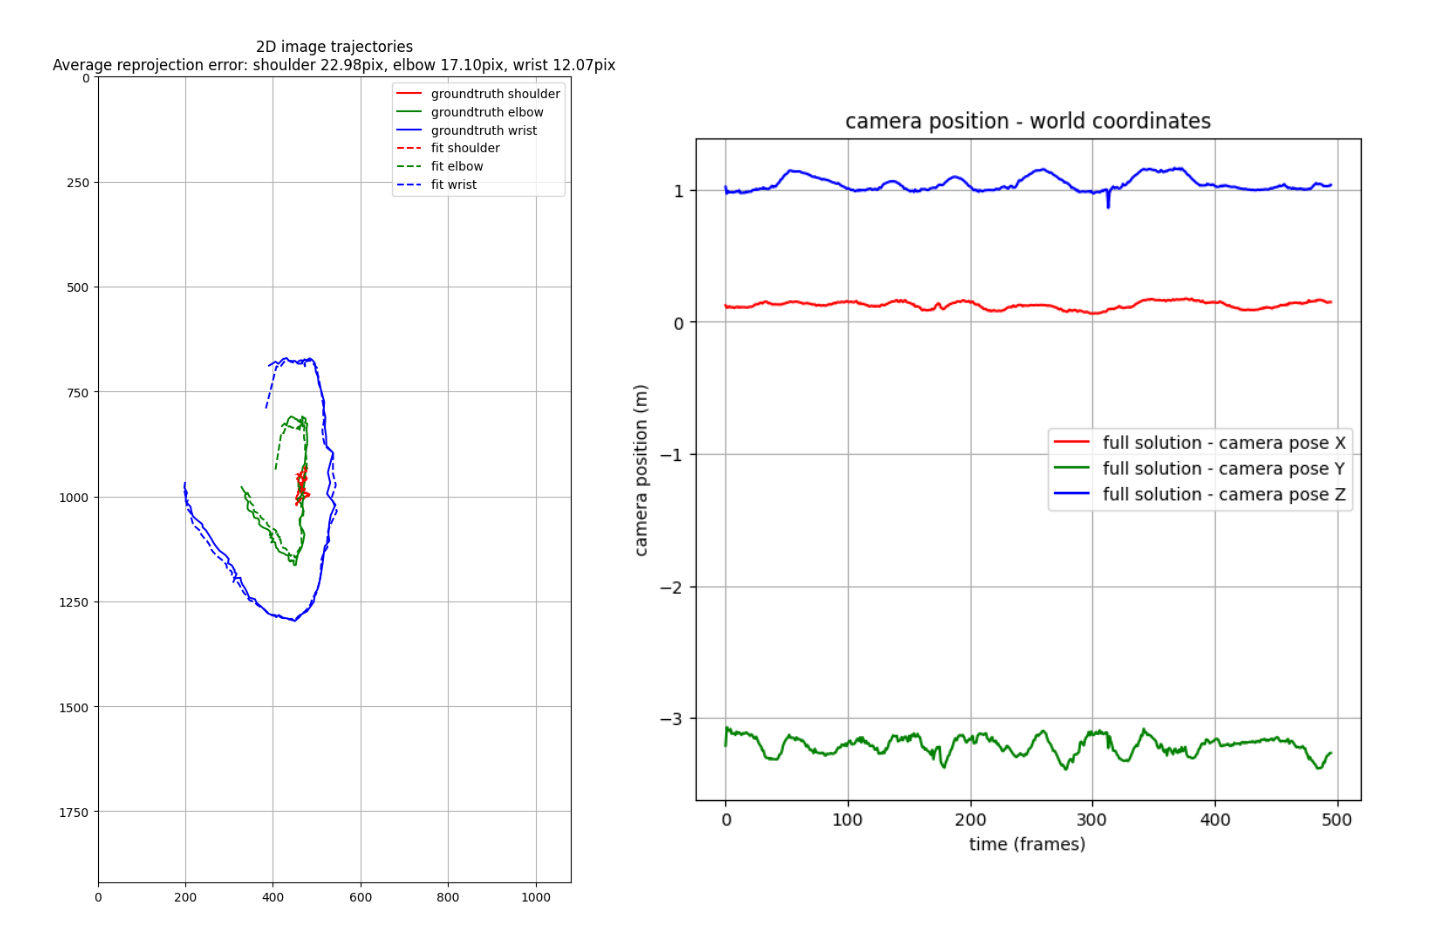 2D image trajectories
Average reprojection error: shoulder 22.98pix, elbow 17.10pix, wrist 12.07pix
groundtruth shoulder
groundtruth elbow
groundtruth wrist
fit shoulder
fit elbow
fit wrist
0
250
500
750
1000
1250
1500
1750
0 200 400 600 800 1000
camera position - world coordinates
camera position (m)
1
0
−1
−2
−3
full solution - camera pose X
full solution - camera pose Y
full solution - camera pose Z
0 100 200 300 400 500
time (frames)